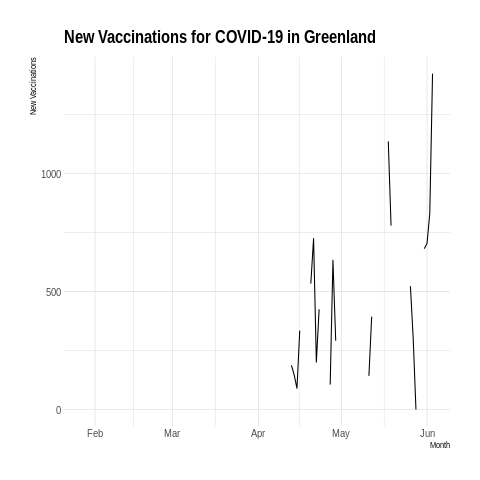 New Vaccinations for COVID-19 in Greenland
New Vaccinations
1000
500
0
Feb Mar Apr May Jun
Month